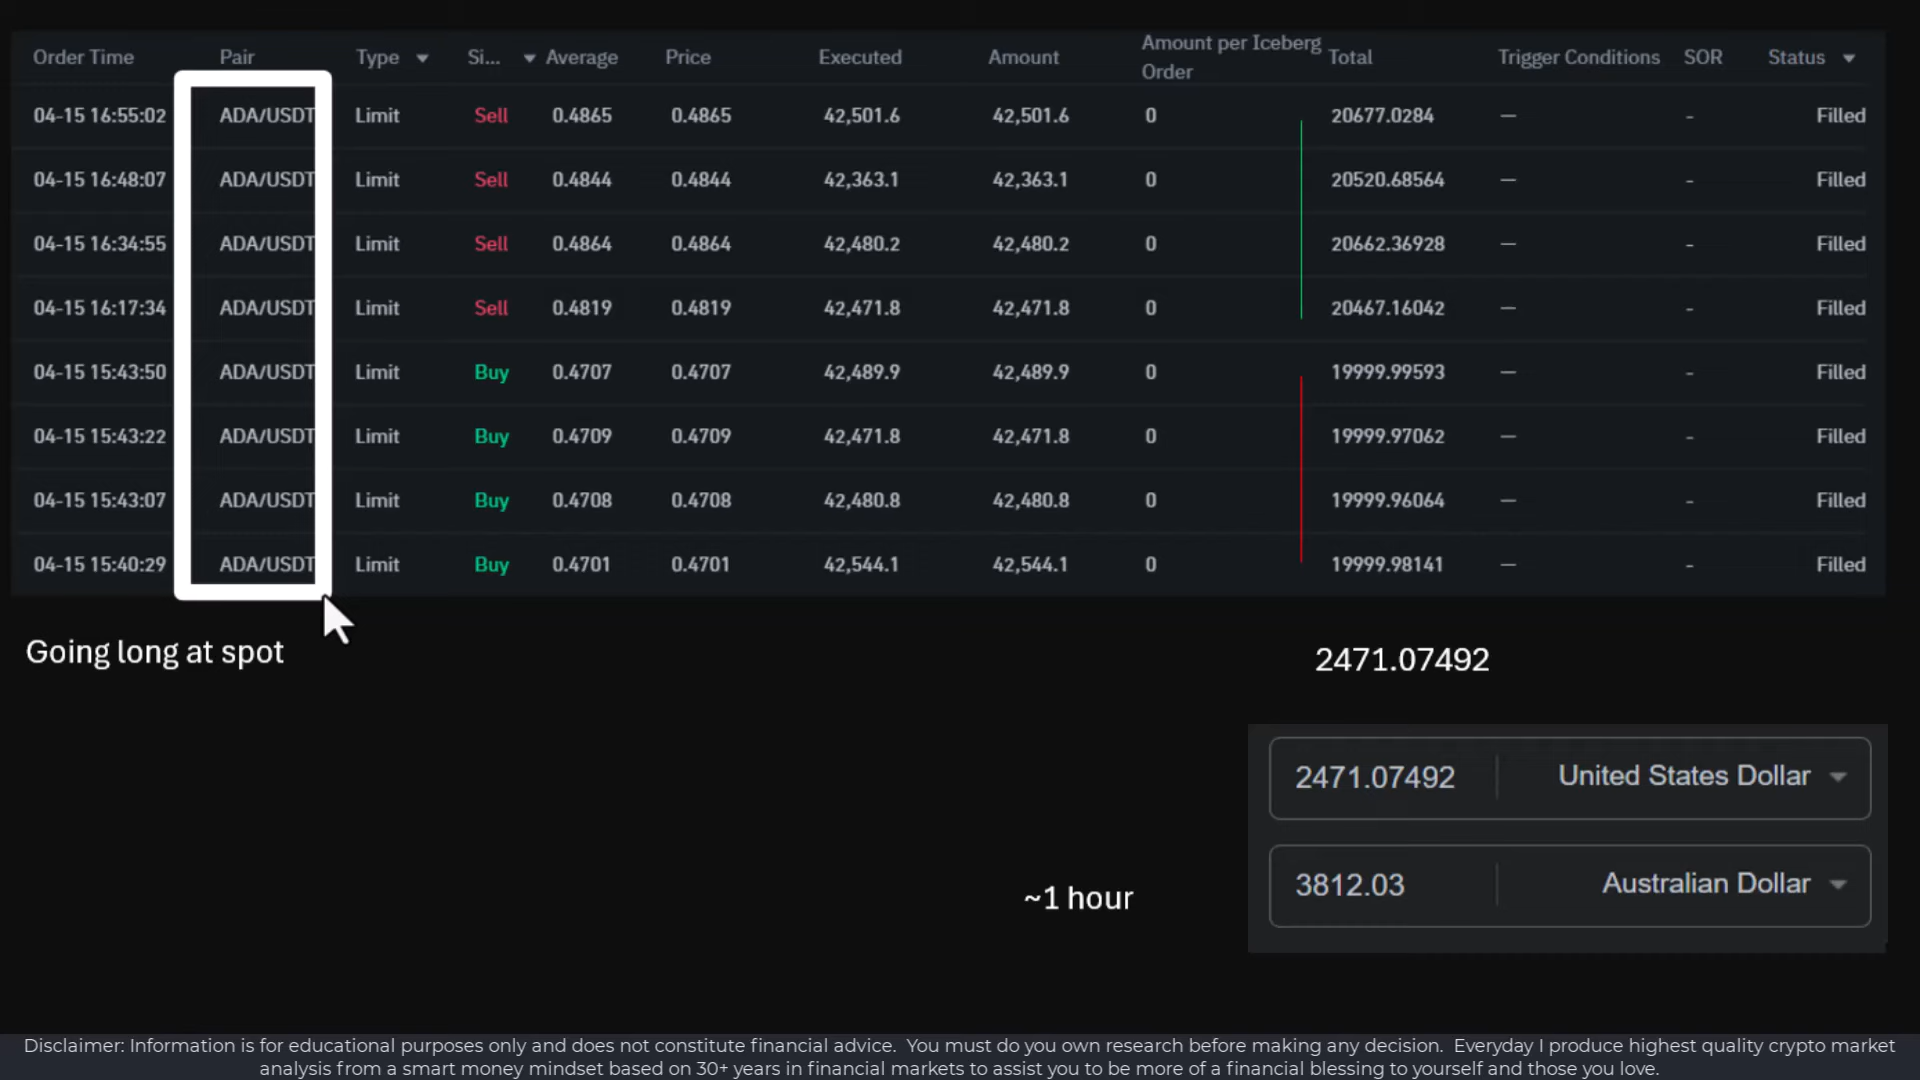 Order Time Pair Type Si... Average Price Executed Amount Amount per Iceberg Order Total Trigger Conditions SOR Status
04-15 16:55:02 ADA/USDT Limit Sell 0.4865 0.4865 42,501.6 42,501.6 0 20677.0284 — - Filled
04-15 16:48:07 ADA/USDT Limit Sell 0.4844 0.4844 42,363.1 42,363.1 0 20520.68564 — - Filled
04-15 16:34:55 ADA/USDT Limit Sell 0.4864 0.4864 42,480.2 42,480.2 0 20662.36928 — - Filled
04-15 16:17:34 ADA/USDT Limit Sell 0.4819 0.4819 42,471.8 42,471.8 0 20467.16042 — - Filled
04-15 15:43:50 ADA/USDT Limit Buy 0.4707 0.4707 42,489.9 42,489.9 0 19999.99593 — - Filled
04-15 15:43:22 ADA/USDT Limit Buy 0.4709 0.4709 42,471.8 42,471.8 0 19999.97062 — - Filled
04-15 15:43:07 ADA/USDT Limit Buy 0.4708 0.4708 42,480.8 42,480.8 0 19999.96064 — - Filled
04-15 15:40:29 ADA/USDT Limit Buy 0.4701 0.4701 42,544.1 42,544.1 0 19999.98141 — - Filled
Going long at spot
2471.07492
2471.07492 United States Dollar
3812.03 Australian Dollar
~1 hour
Disclaimer: Information is for educational purposes only and does not constitute financial advice. You must do you own research before making any decision. Everyday I produce highest quality crypto market
analysis from a smart money mindset based on 30+ years in financial markets to assist you to be more of a financial blessing to yourself and those you love.